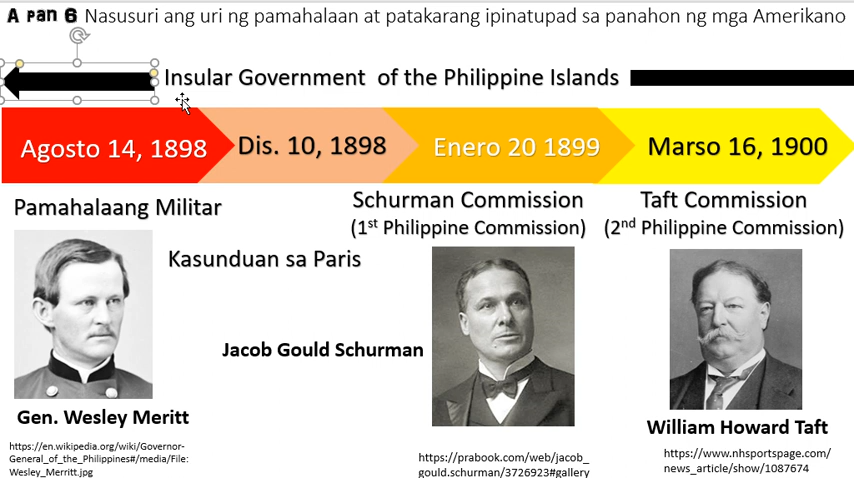 A Pan 6 Nasusuri ang uri ng pamahalaan at patakarang ipinatupad sa panahon ng mga Amerikano
Insular Government of the Philippine Islands
Agosto 14, 1898
Dis. 10, 1898
Enero 20 1899
Marso 16, 1900
Pamahalaang Militar
Schurman Commission
(1st Philippine Commission)
Taft Commission
(2nd Philippine Commission)
Kasunduan sa Paris
Jacob Gould Schurman
Gen. Wesley Meritt
William Howard Taft
https://en.wikipedia.org/wiki/Governor-
General_of_the_Philippines#/media/File:
Wesley_Merritt.jpg
https://prabook.com/web/jacob_
gould.schurman/3726923#gallery
https://www.nhsportspage.com/
news_article/show/1087674